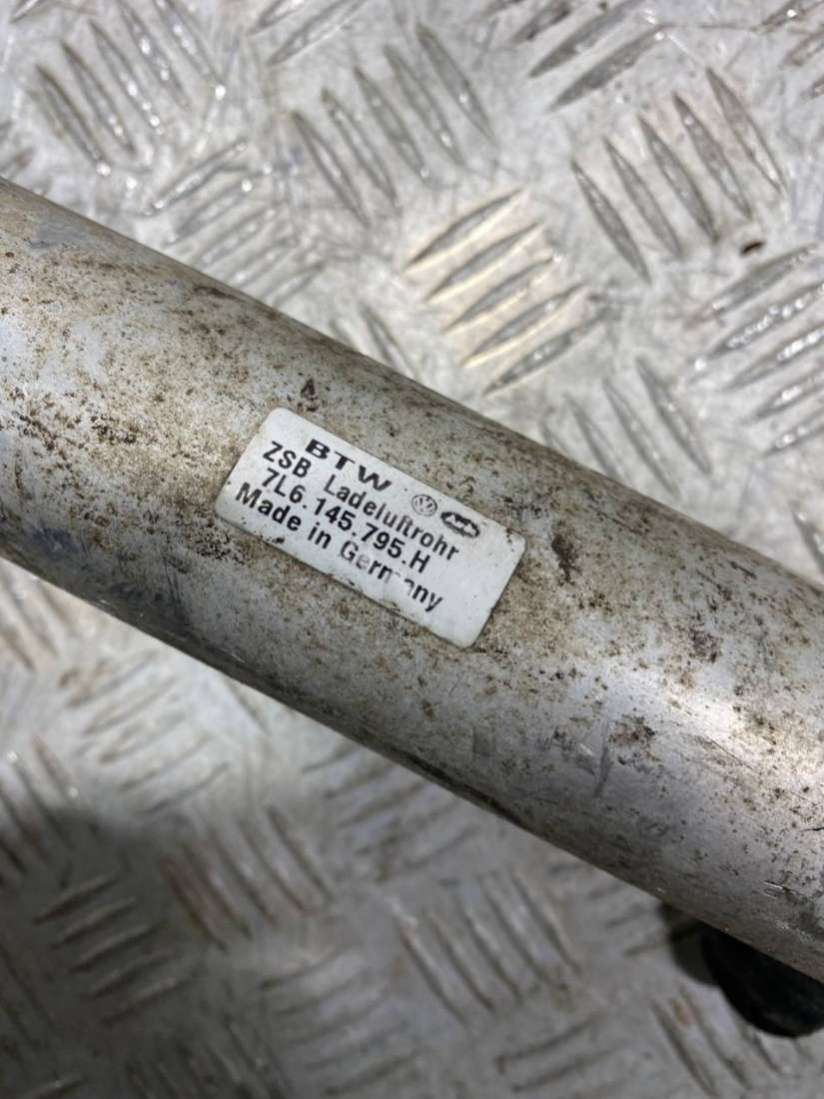 BTW
ZSB Ladeluftrohr
7L6.145.795.H
Made in Germany